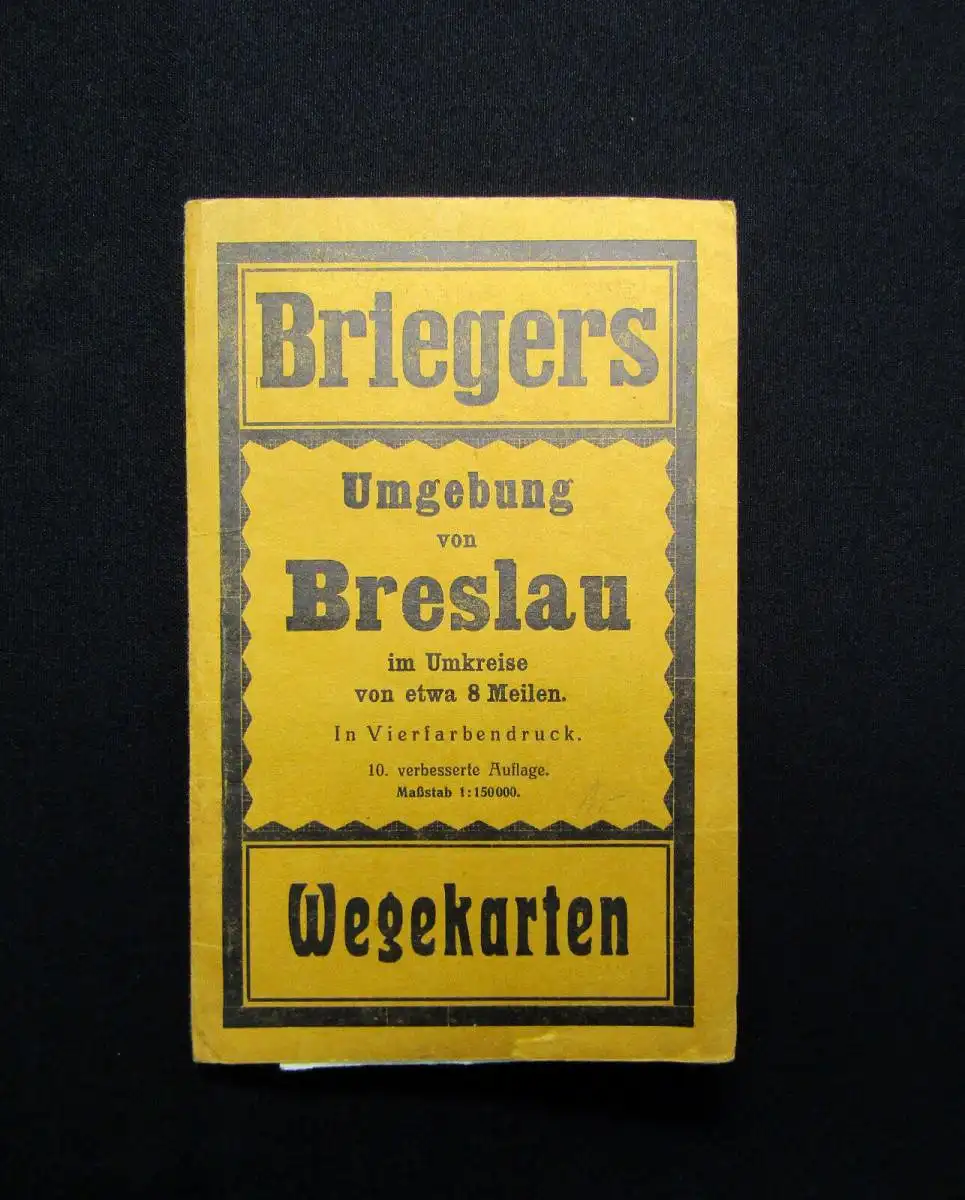 Briegers
Umgebung
von
Breslau
im Umkreise
von etwa 8 Meilen.
In Vierfarbendruck.
10. verbesserte Auflage.
Maßstab 1:150000.
Wegekarten